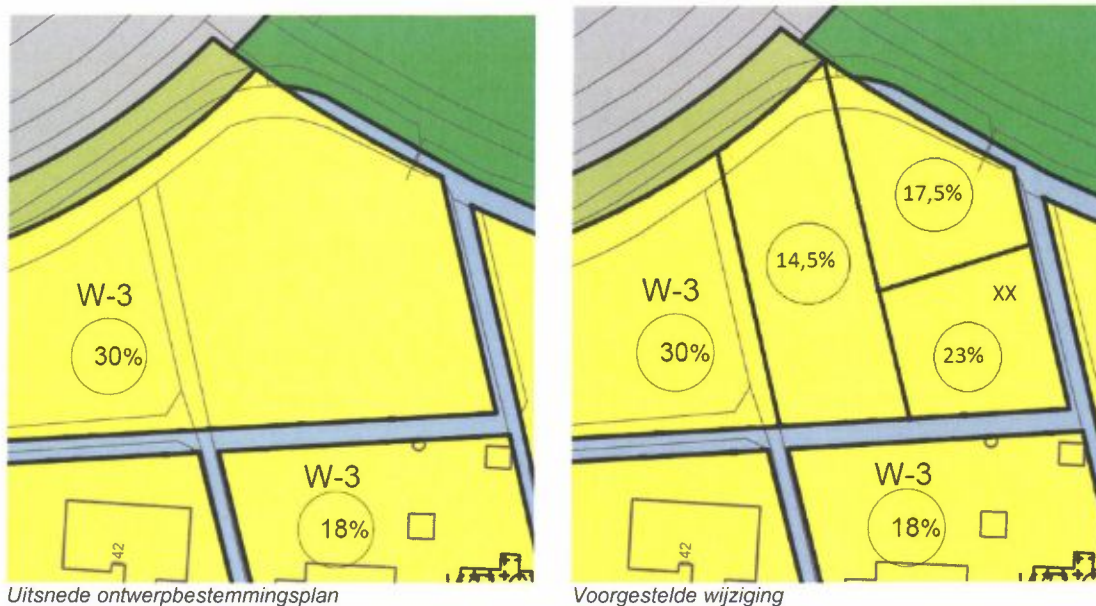 W-3
30%
W-3
18%
42
Uitsnede ontwerpbestemmingsplan
17,5%
14,5%
W-3
XX
30%
23%
W-3
18%
42
Voorgestelde wijziging